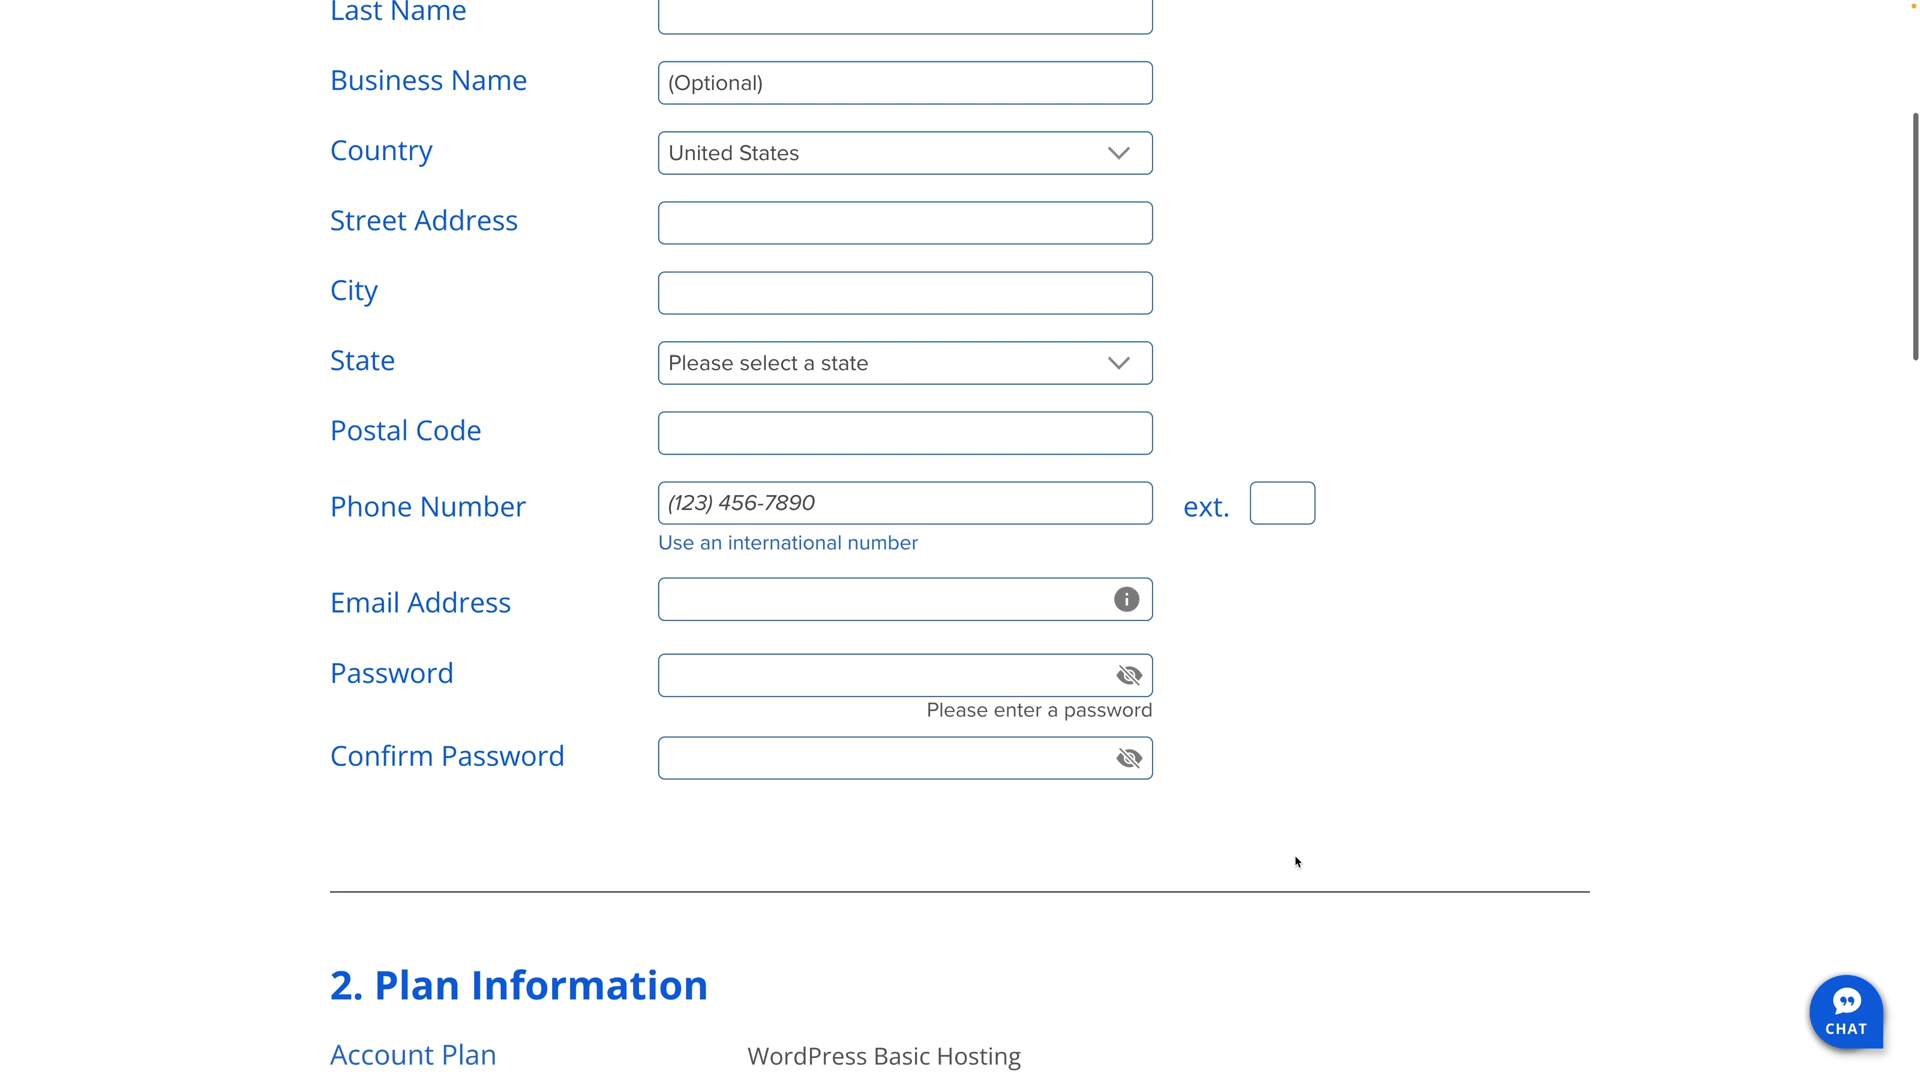 Last Name
Business Name
(Optional)
Country
United States
Street Address
City
State
Please select a state
Postal Code
Phone Number
(123) 456-7890
ext.
Use an international number
Email Address
Password
Please enter a password
Confirm Password
2. Plan Information
Account Plan
WordPress Basic Hosting
CHAT